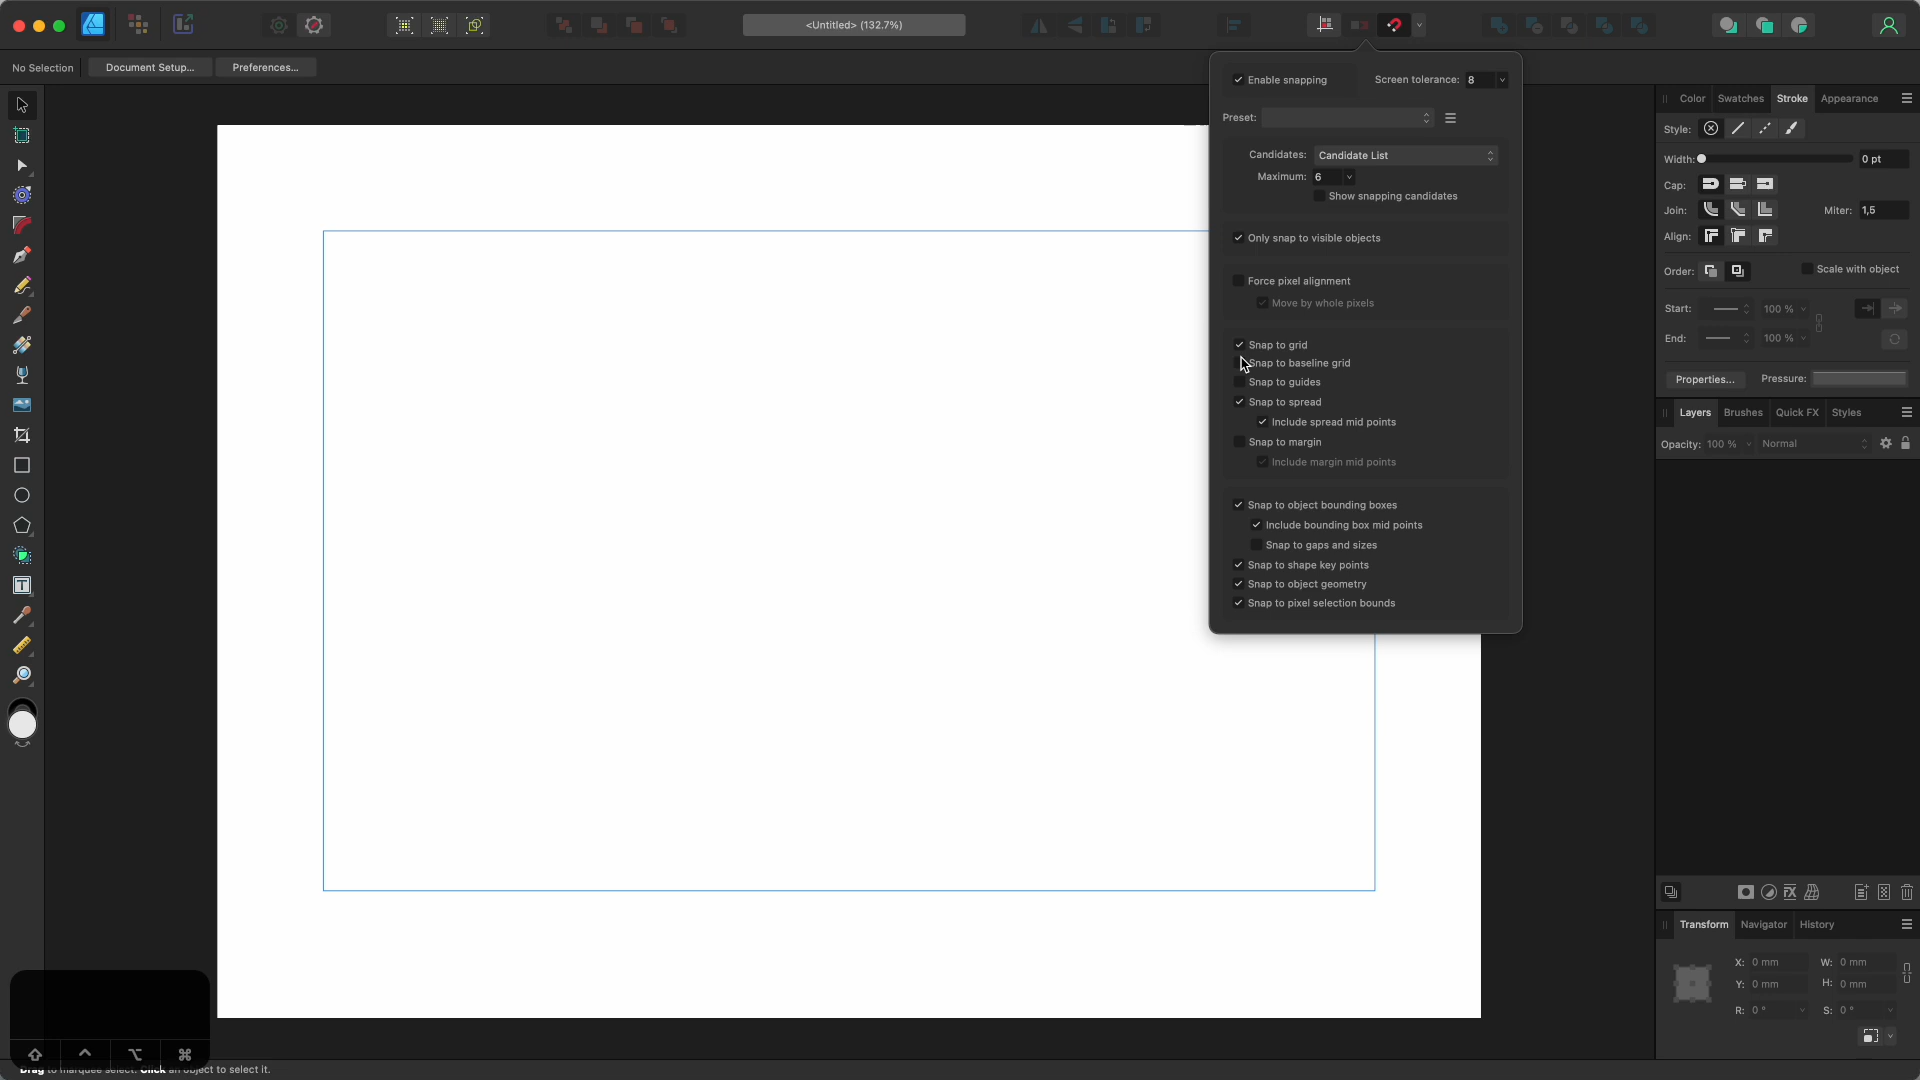 <Untitled> (132.7%)
No Selection
Document Setup...
Preferences...
Enable snapping
Screen tolerance: 8
Preset:
Candidates: Candidate List
Maximum: 6
Show snapping candidates
Only snap to visible objects
Force pixel alignment
Move by whole pixels
Snap to grid
Snap to baseline grid
Snap to guides
Snap to spread
Include spread mid points
Snap to margin
Include margin mid points
Snap to object bounding boxes
Include bounding box mid points
Snap to gaps and sizes
Snap to shape key points
Snap to object geometry
Snap to pixel selection bounds
Color Swatches Stroke Appearance
Style:
Width: 0 pt
Cap:
Join: Miter: 1,5
Align:
Order: Scale with object
Start: 100 %
End: 100 %
Properties... Pressure:
Layers Brushes Quick FX Styles
Opacity: 100 % Normal
Transform Navigator History
X: 0 mm W: 0 mm
Y: 0 mm H: 0 mm
R: 0 ° S: 0 °
Drag to marquee select. Click an object to select it.